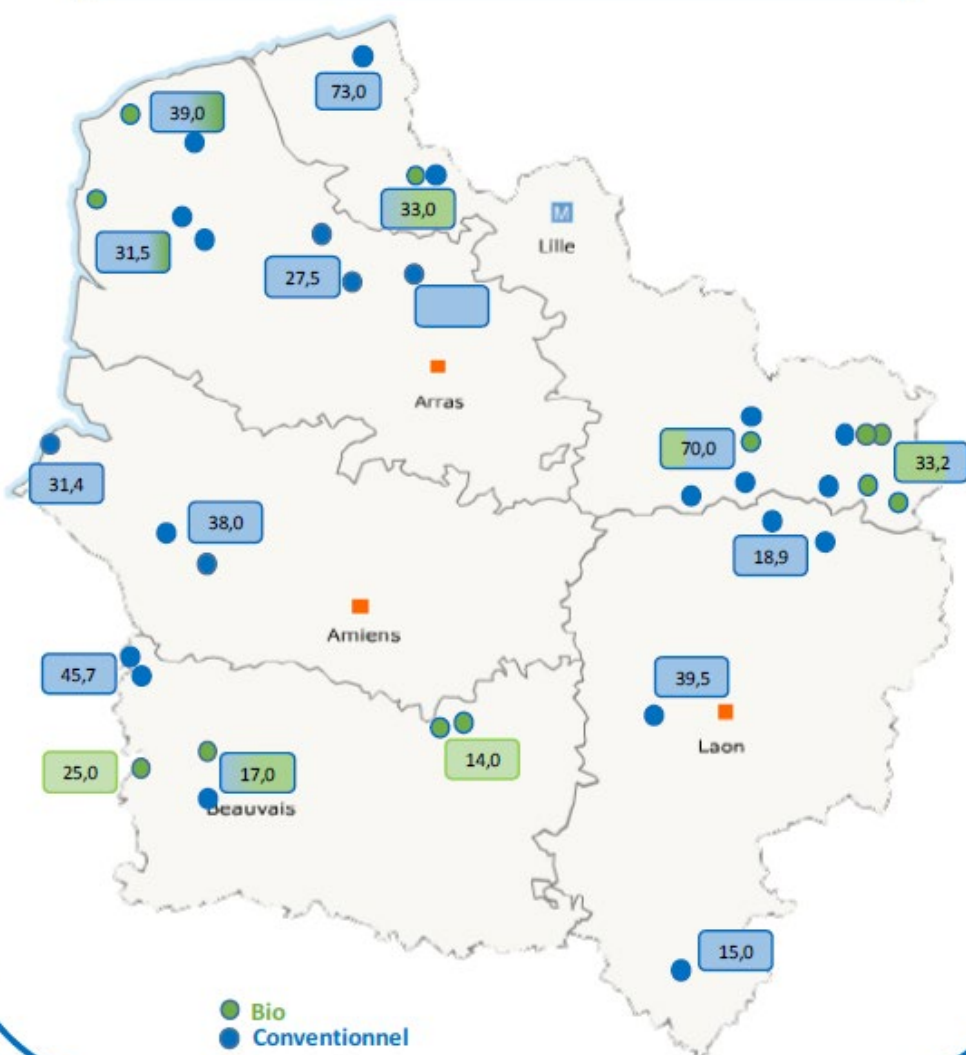 73,0
39,0
33,0
M
Lille
31,5
27,5
Arras
70,0
33,2
31,4
38,0
18,9
Amiens
45,7
39,5
Laon
14,0
25,0
17,0
Beauvais
15,0
Bio
Conventionnel